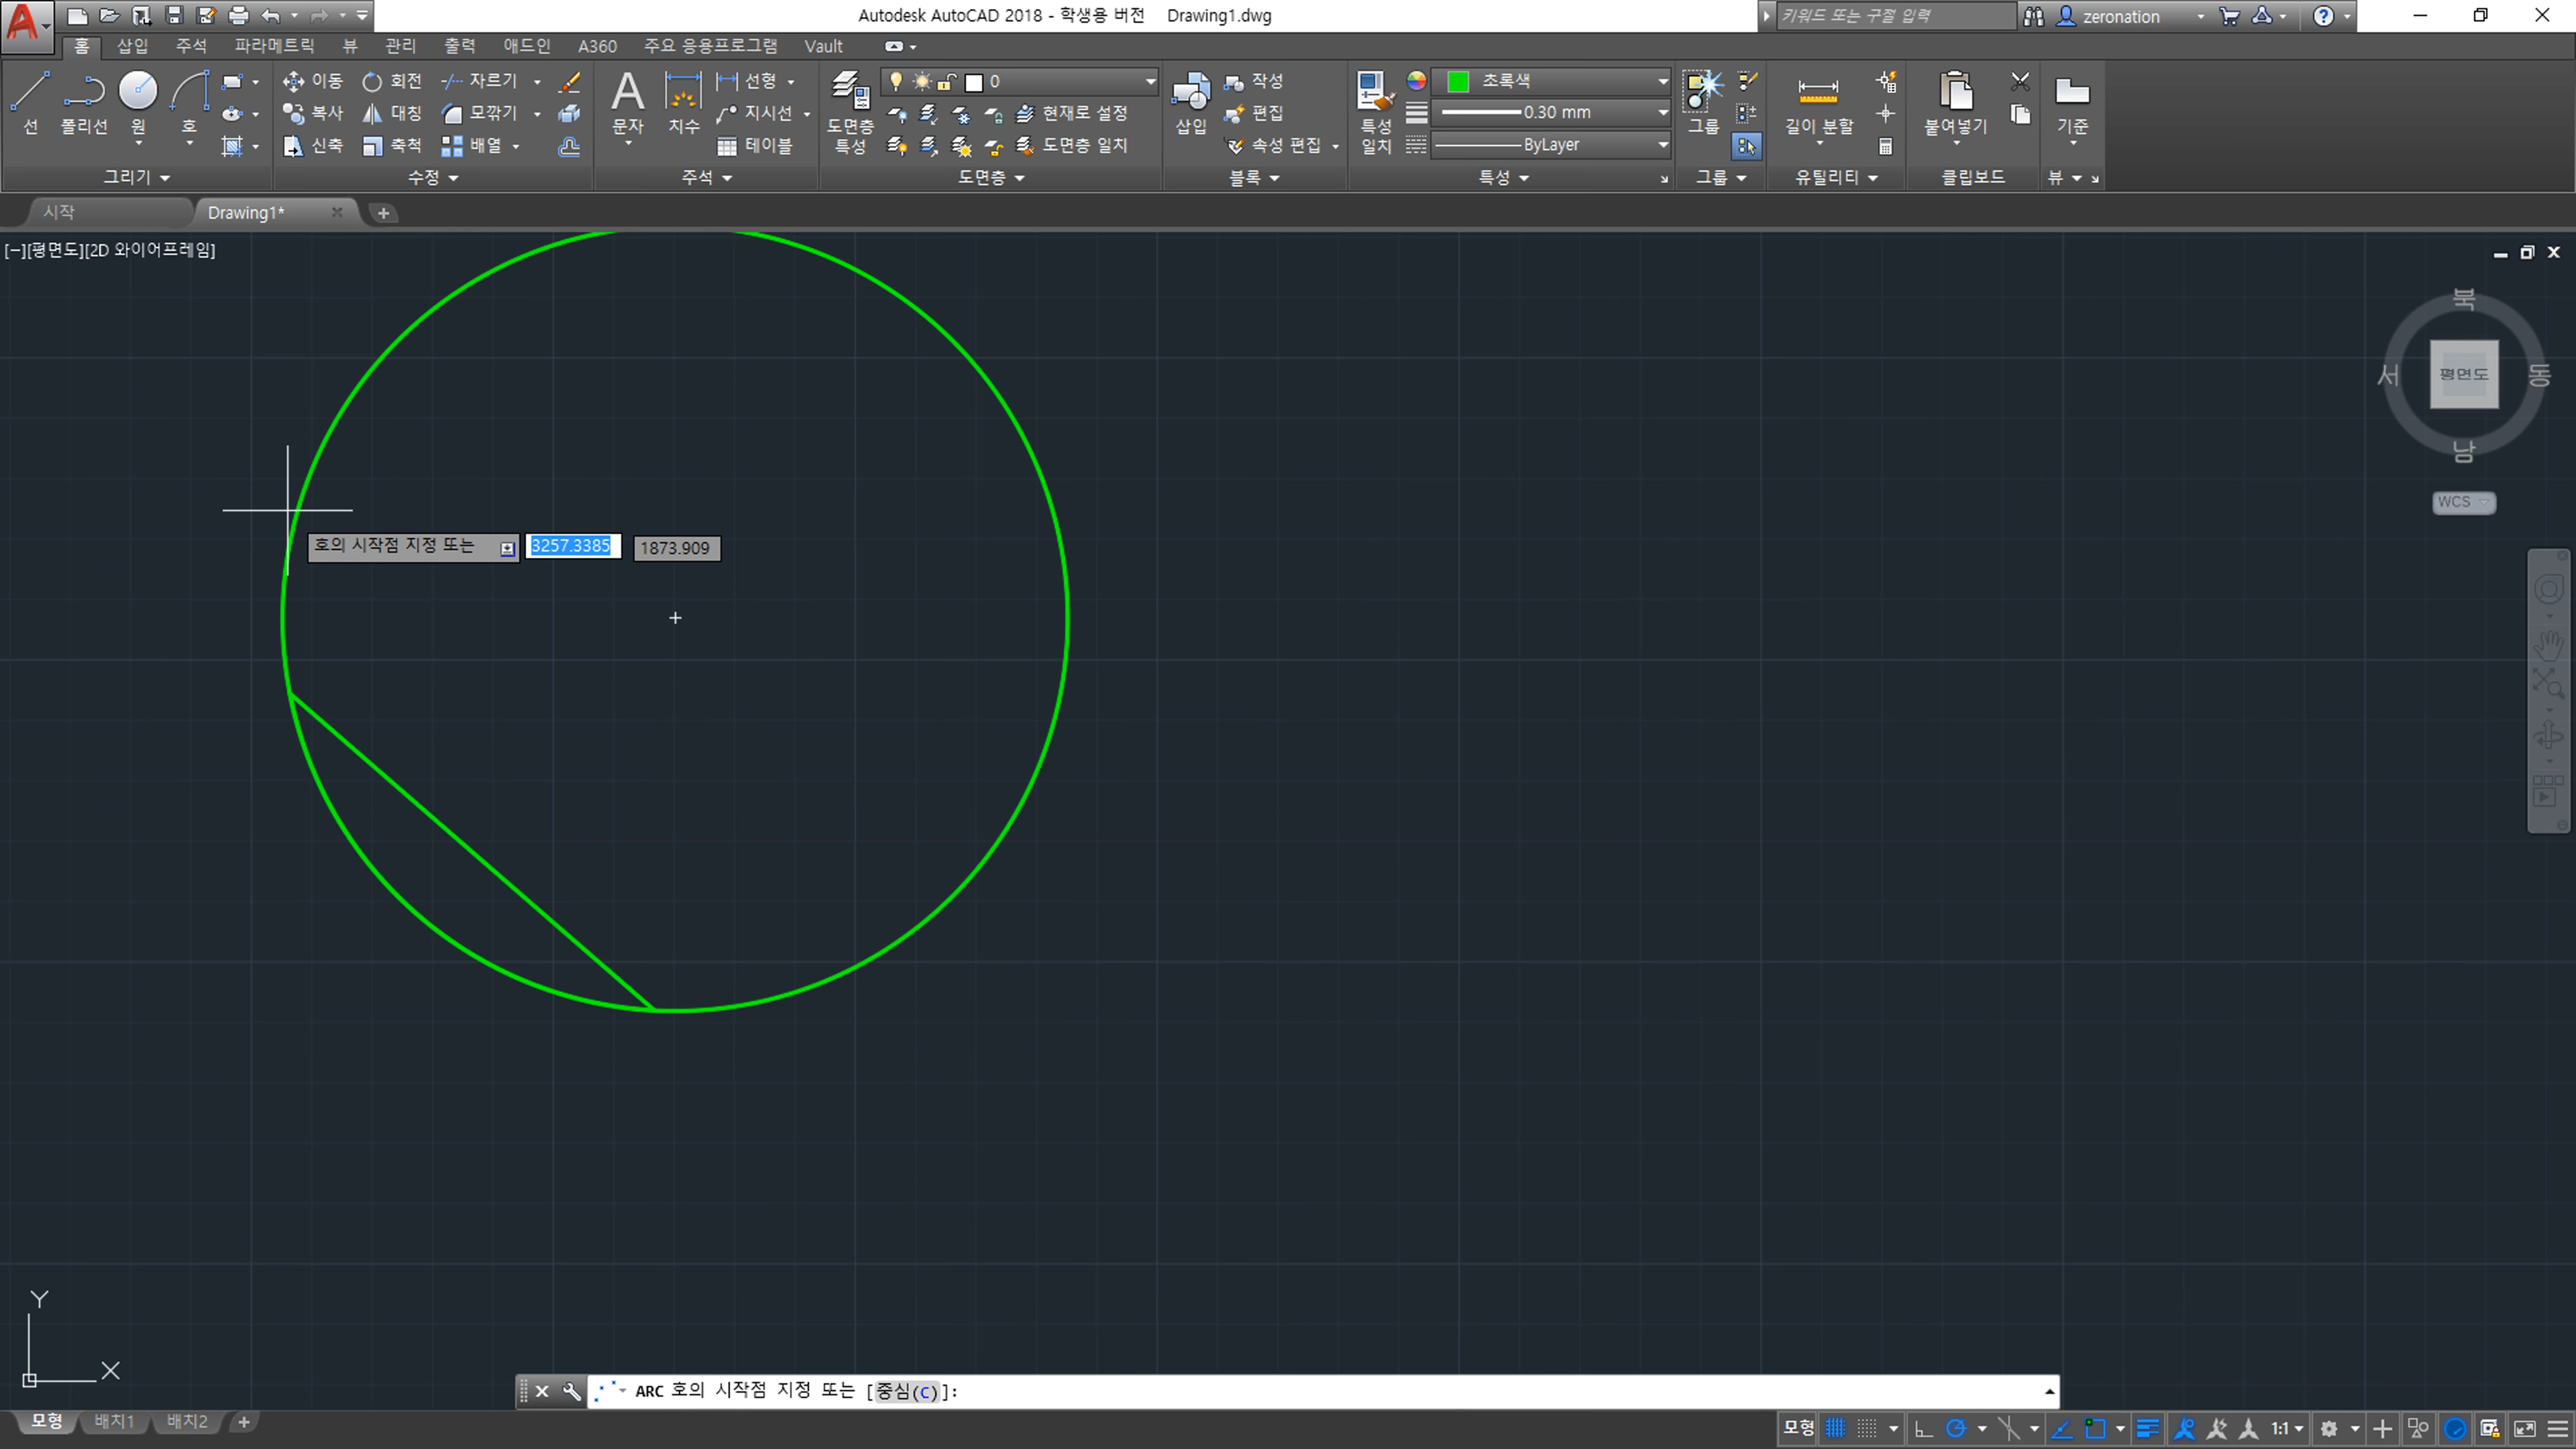 Autodesk AutoCAD 2018 - 학생용 버전 Drawing1.dwg
키워드 또는 구절 입력
zeronation
홈 삽입 주석 파라메트릭 뷰 관리 출력 애드인 A360 주요 응용프로그램 Vault
선 폴리선 원 호
이동 회전 자르기
복사 대칭 모깎기
신축 축척 배열
문자 치수
선형
지시선
테이블
도면층 특성
0
현재로 설정
도면층 일치
삽입
작성
편집
속성 편집
특성 일치
초록색
0.30 mm
ByLayer
그룹
길이 분할
붙여넣기
기준
그리기 수정 주석 도면층 블록 특성 그룹 유틸리티 클립보드 뷰
시작 Drawing1*
[−][평면도][2D 와이어프레임]
북
서 평면도 동
남
WCS
호의 시작점 지정 또는 3257.3385 1873.909
Y
X
ARC 호의 시작점 지정 또는 [중심(C)]:
모형 배치1 배치2
모형 1:1